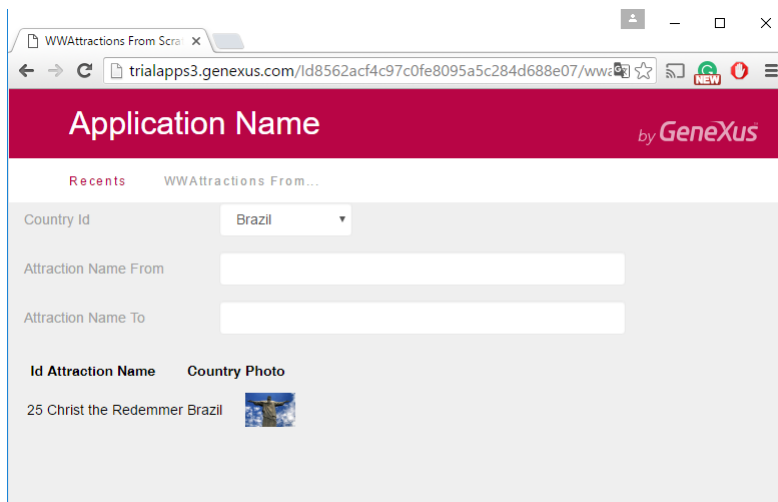 WWAttractions From Scra
trialapps3.genexus.com/Id8562acf4c97c0fe8095a5c284d688e07/wwa
NEW
Application Name
by GeneXus
Recents WWAttractions From...
Country Id Brazil
Attraction Name From
Attraction Name To
Id Attraction Name Country Photo
25 Christ the Redemmer Brazil